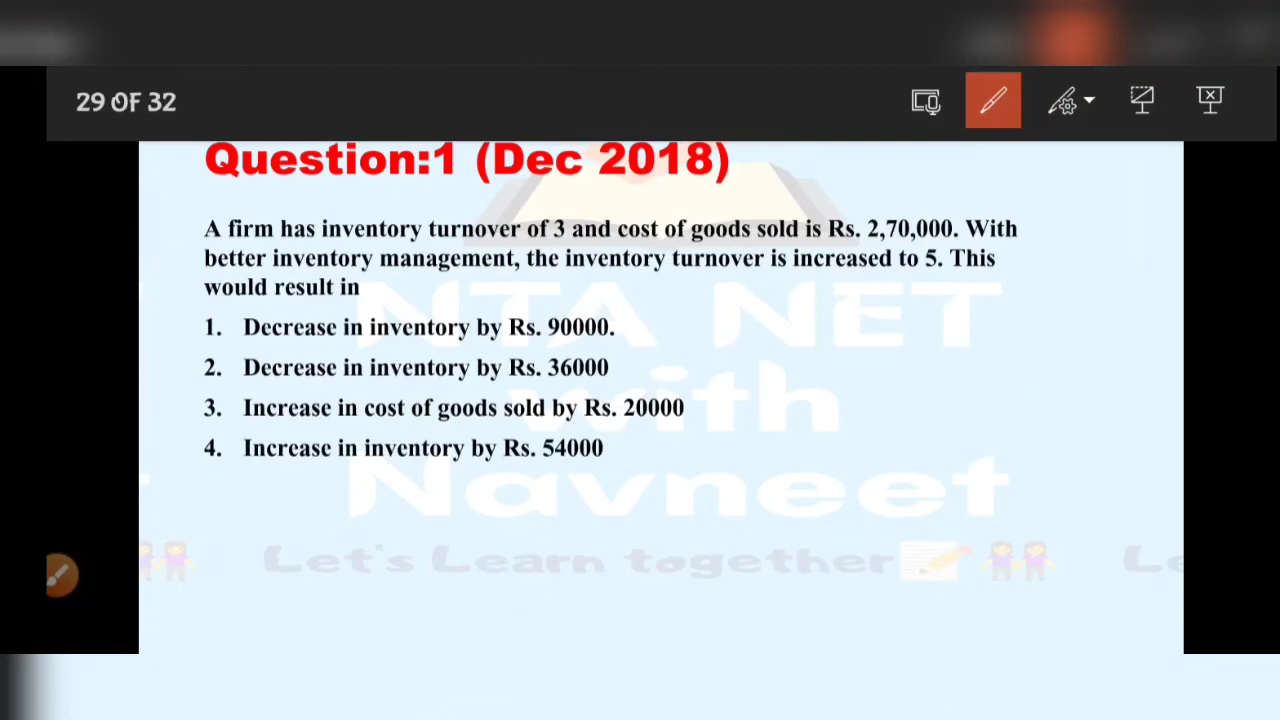 29 OF 32
Question:1 (Dec 2018)
A firm has inventory turnover of 3 and cost of goods sold is Rs. 2,70,000. With
better inventory management, the inventory turnover is increased to 5. This
would result in
1. Decrease in inventory by Rs. 90000.
2. Decrease in inventory by Rs. 36000
3. Increase in cost of goods sold by Rs. 20000
4. Increase in inventory by Rs. 54000
NTA NET
with
Navneet
Let's Learn together
Le